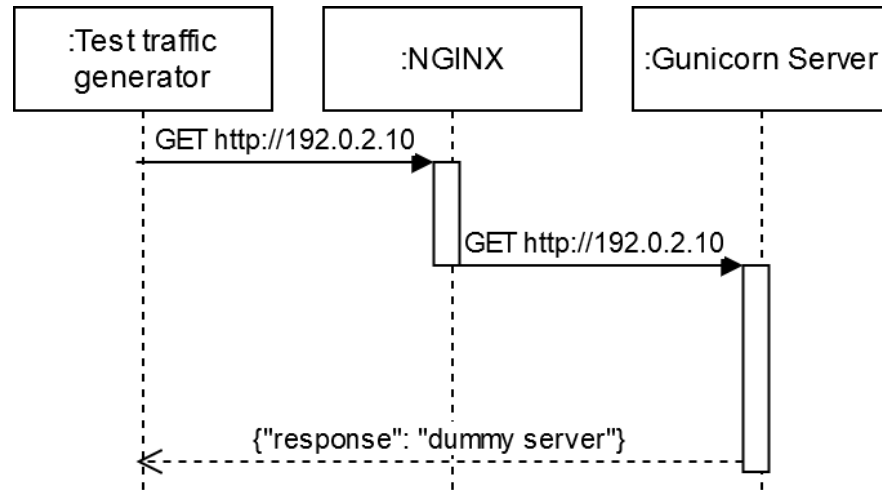 :Test traffic
generator
:NGINX
:Gunicorn Server
GET http://192.0.2.10
GET http://192.0.2.10
{"response": "dummy server"}